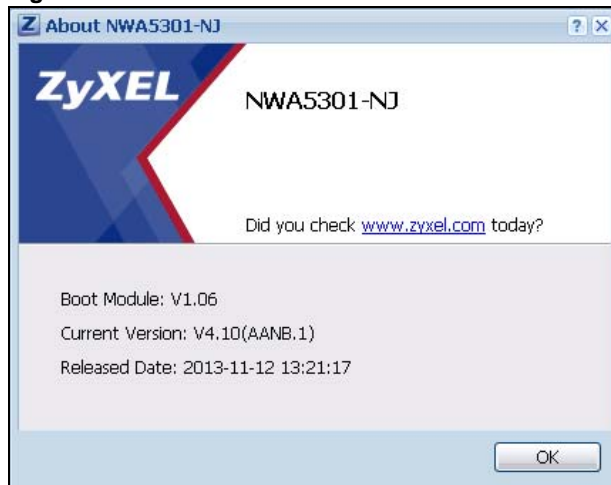 About NWA5301-NJ
ZyXEL
NWA5301-NJ
Did you check www.zyxel.com today?
Boot Module: V1.06
Current Version: V4.10(AANB.1)
Released Date: 2013-11-12 13:21:17
OK